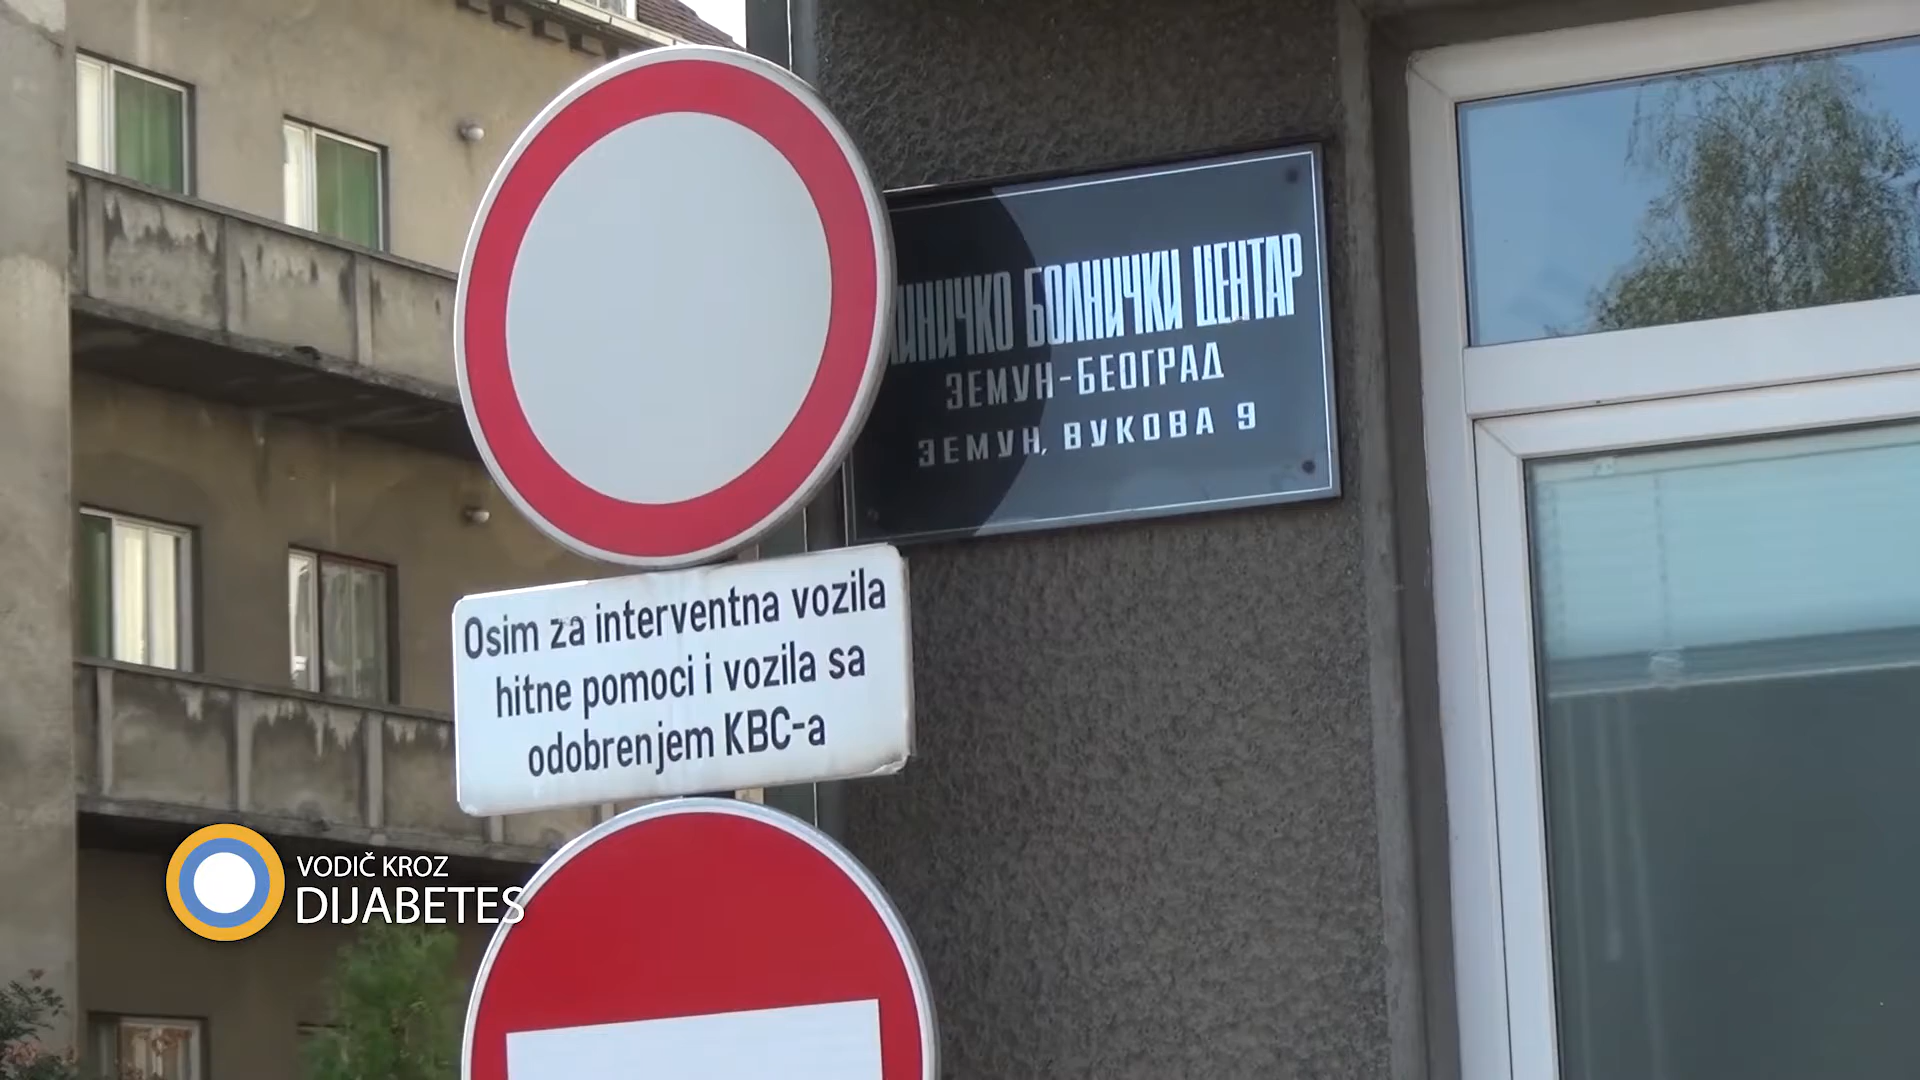 БОЛНИЧКИ ЦЕНТАР
ЗЕМУН-БЕОГРАД
ЗЕМУН, ВУКОВА 9
Osim za interventna vozila
hitne pomoci i vozila sa
odobrenjem KBC-a
VODIČ KROZ
DIJABETES